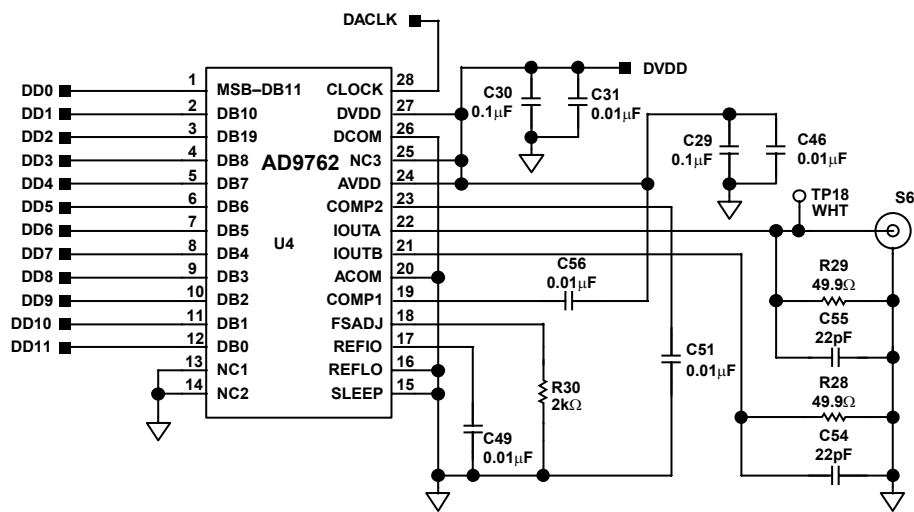 DACLK
DVDD
C30
0.1μF
C31
0.01μF
C29
0.1μF
C46
0.01μF
TP18
WHT
S6
DD0 1 MSB–DB11 CLOCK 28
DD1 2 DB10 DVDD 27
DD2 3 DB19 DCOM 26
DD3 4 DB8 NC3 25
DD4 5 DB7 AVDD 24
DD5 6 DB6 COMP2 23
DD6 7 DB5 IOUTA 22
DD7 8 DB4 IOUTB 21
DD8 9 DB3 ACOM 20
DD9 10 DB2 COMP1 19
DD10 11 DB1 FSADJ 18
DD11 12 DB0 REFIO 17
13 NC1 REFLO 16
14 NC2 SLEEP 15
AD9762
U4
C56
0.01μF
R29
49.9Ω
C55
22pF
C51
0.01μF
R30
2kΩ
R28
49.9Ω
C49
0.01μF
C54
22pF